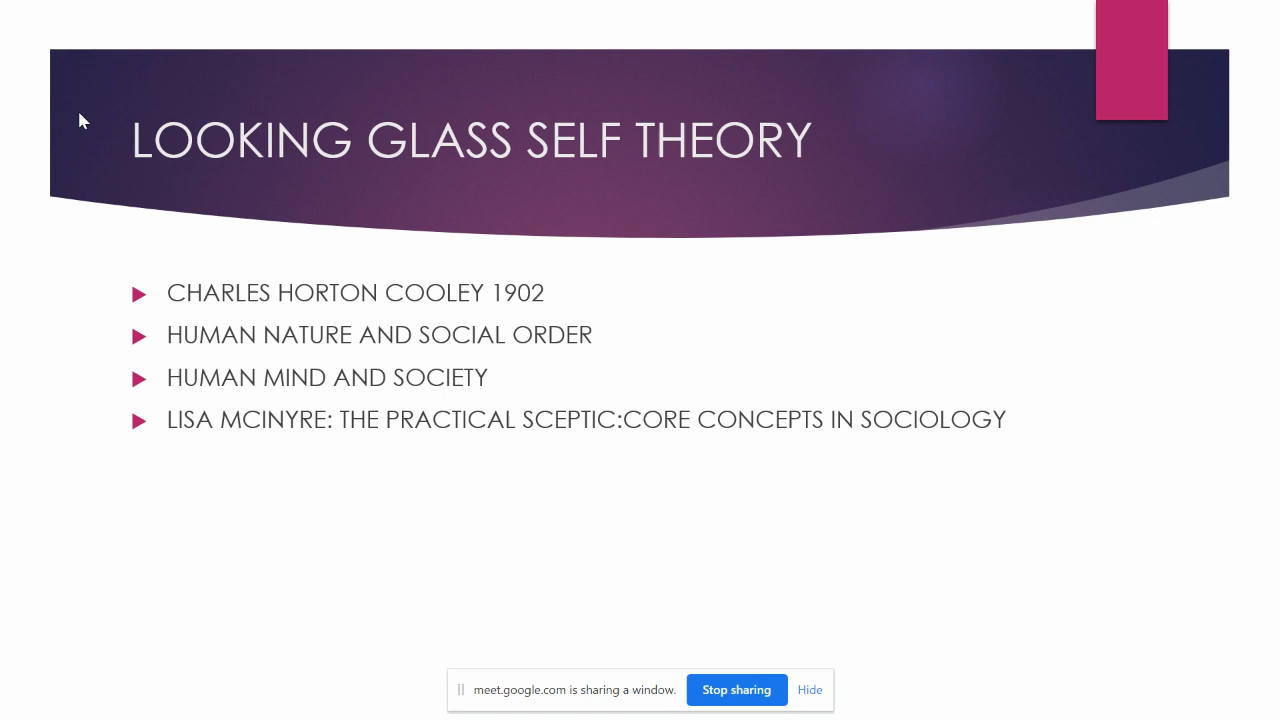 LOOKING GLASS SELF THEORY
CHARLES HORTON COOLEY 1902
HUMAN NATURE AND SOCIAL ORDER
HUMAN MIND AND SOCIETY
LISA MCINYRE: THE PRACTICAL SCEPTIC:CORE CONCEPTS IN SOCIOLOGY
meet.google.com is sharing a window. Stop sharing Hide